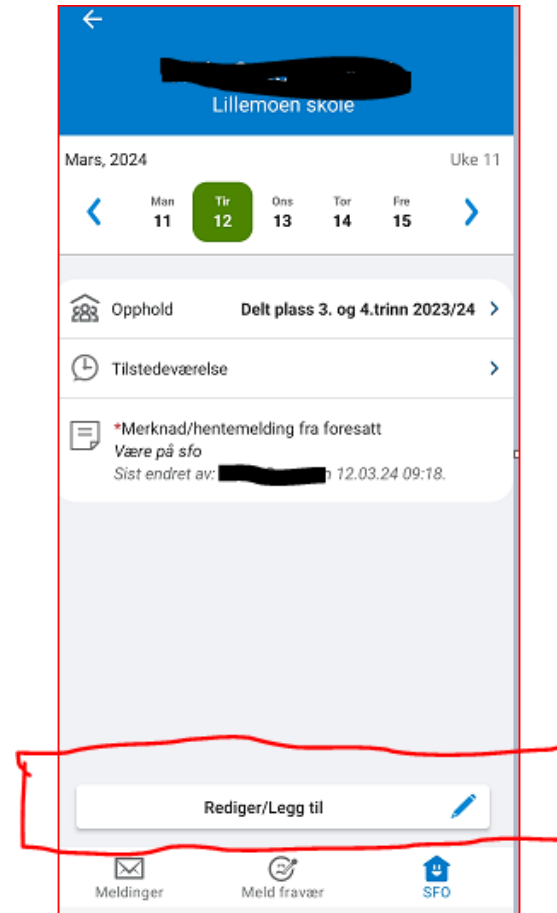 Lillemoen skole
Mars, 2024 Uke 11
Man Tir Ons Tor Fre
11 12 13 14 15
Opphold Delt plass 3. og 4.trinn 2023/24
Tilstedeværelse
*Merknad/hentemelding fra foresatt
Være på sfo
Sist endret av: 12.03.24 09:18.
Rediger/Legg til
Meldinger Meld fravær SFO